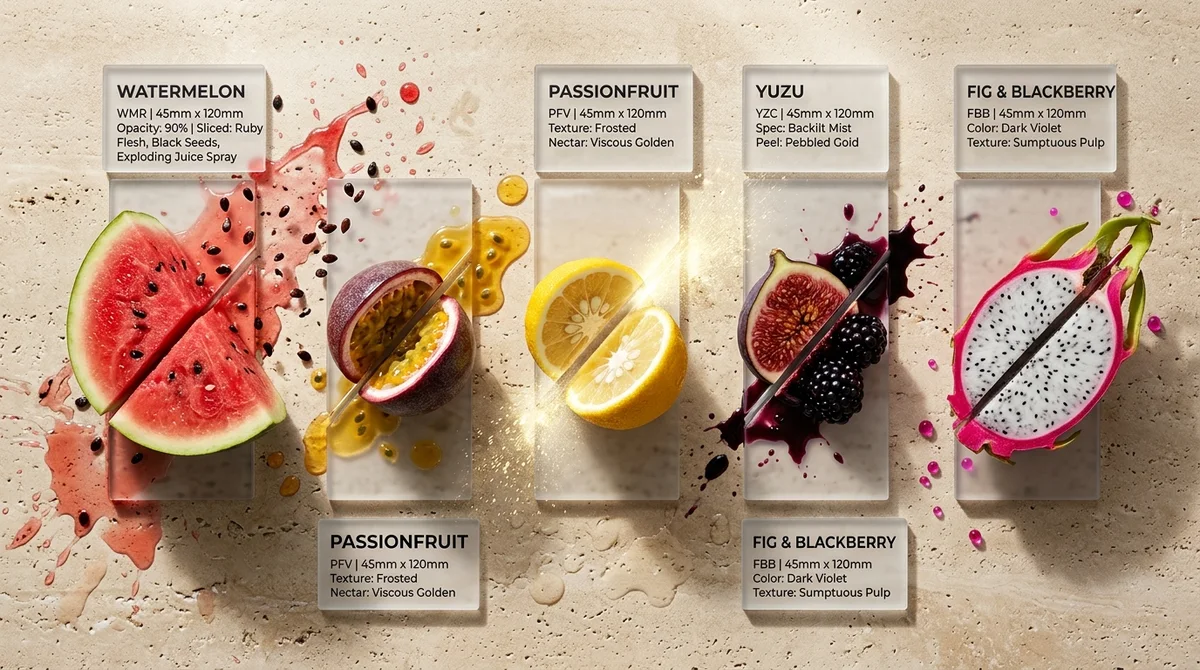 WATERMELON
WMR | 45mm x 120mm
Opacity: 90% | Sliced: Ruby
Flesh, Black Seeds,
Exploding Juice Spray
PASSIONFRUIT
PFV | 45mm x 120mm
Texture: Frosted
Nectar: Viscous Golden
YUZU
YZC | 45mm x 120mm
Spec: Backilt Mist
Peel: Pebbled Goid
FIG & BLACKBERRY
FBB | 45mm x 120mm
Color: Dark Violet
Texture: Sumptuous Pulp
PASSIONFRUIT
PFV | 45mm x 120mm
Texture: Frosted
Nectar: Viscous Golden
FIG & BLACKBERRY
FBB | 45mm x 120mm
Color: Dark Violet
Texture: Sumptuous Pulp